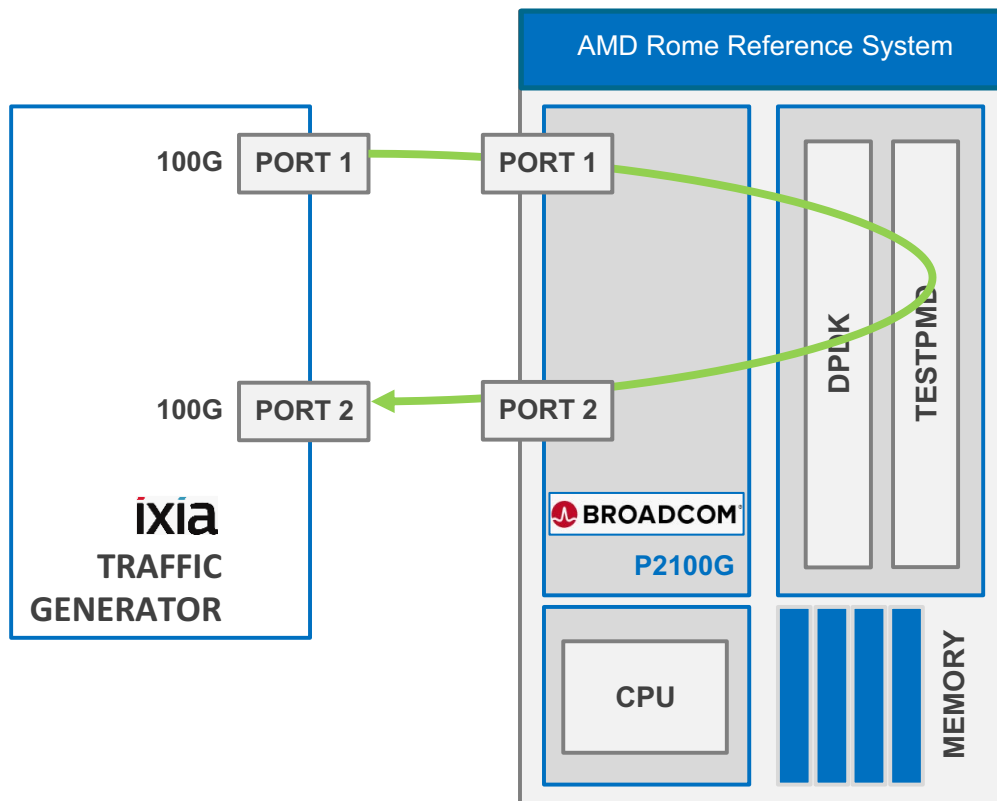 AMD Rome Reference System
100G
PORT 1
PORT 1
DPDK
TESTPMD
100G
PORT 2
PORT 2
ixia
TRAFFIC
GENERATOR
BROADCOM®
P2100G
CPU
MEMORY